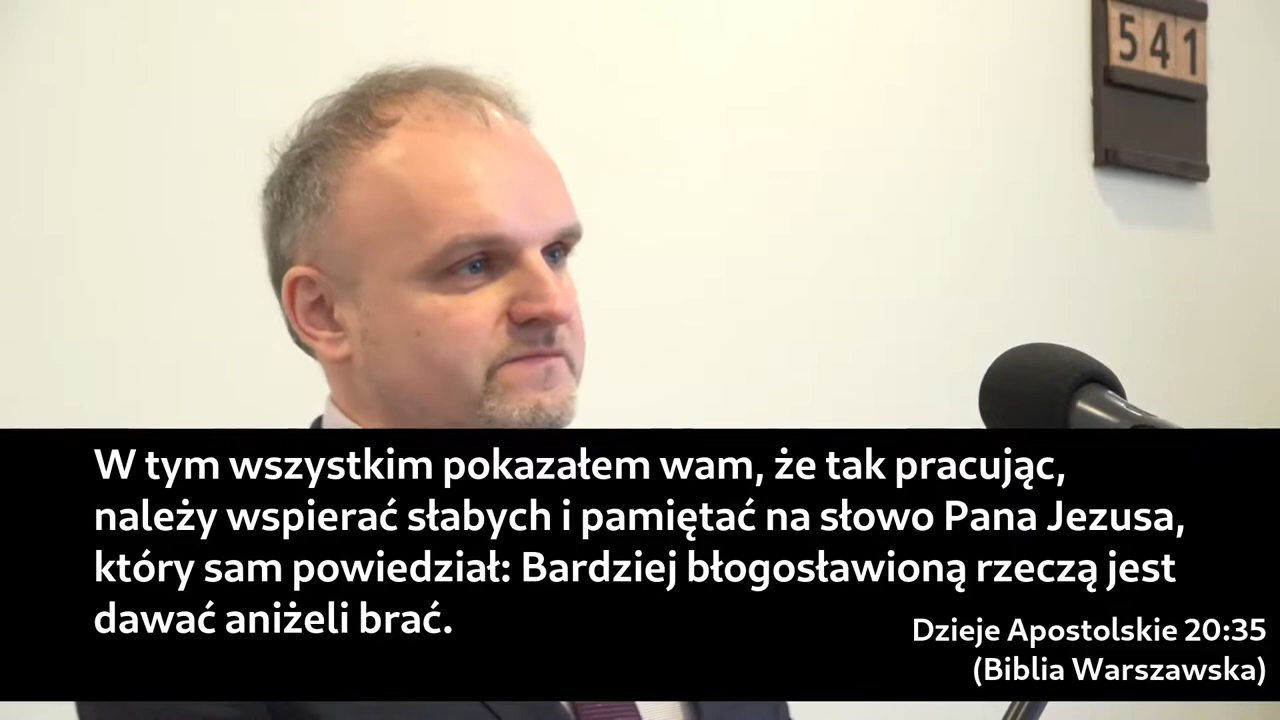 541
W tym wszystkim pokazałem wam, że tak pracując,
należy wspierać słabych i pamiętać na słowo Pana Jezusa,
który sam powiedział: Bardziej błogosławioną rzeczą jest
dawać aniżeli brać.
Dzieje Apostolskie 20:35
(Biblia Warszawska)